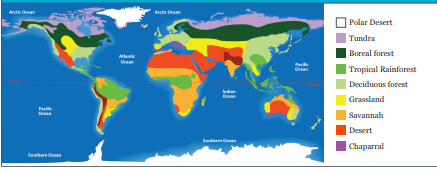 Arctic Ocean
Arctic Ocean
Atlantic
Ocean
Pacific
Ocean
Indian
Ocean
Pacific
Ocean
Southern Ocean
Southern Ocean
Polar Desert
Tundra
Boreal forest
Tropical Rainforest
Deciduous forest
Grassland
Savannah
Desert
Chaparral